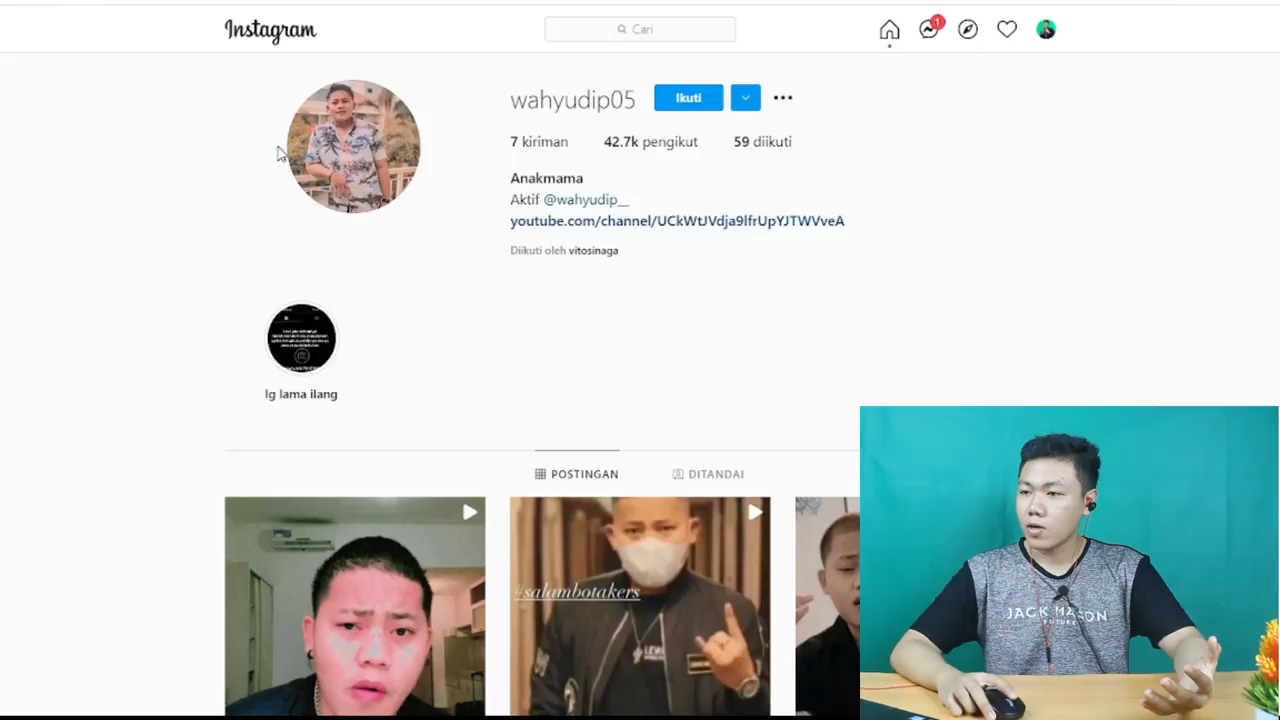 Instagram
Cari
1
wahyudip05
Ikuti
7 kiriman 42.7k pengikut 59 diikuti
Anakmama
Aktif @wahyudip__
youtube.com/channel/UCkWtJVdja9lfrUpYJTWVveA
Diikuti oleh vitosinaga
Ig lama ilang
POSTINGAN DITANDAI
#salambotakers
JACK MASON
FUTURE